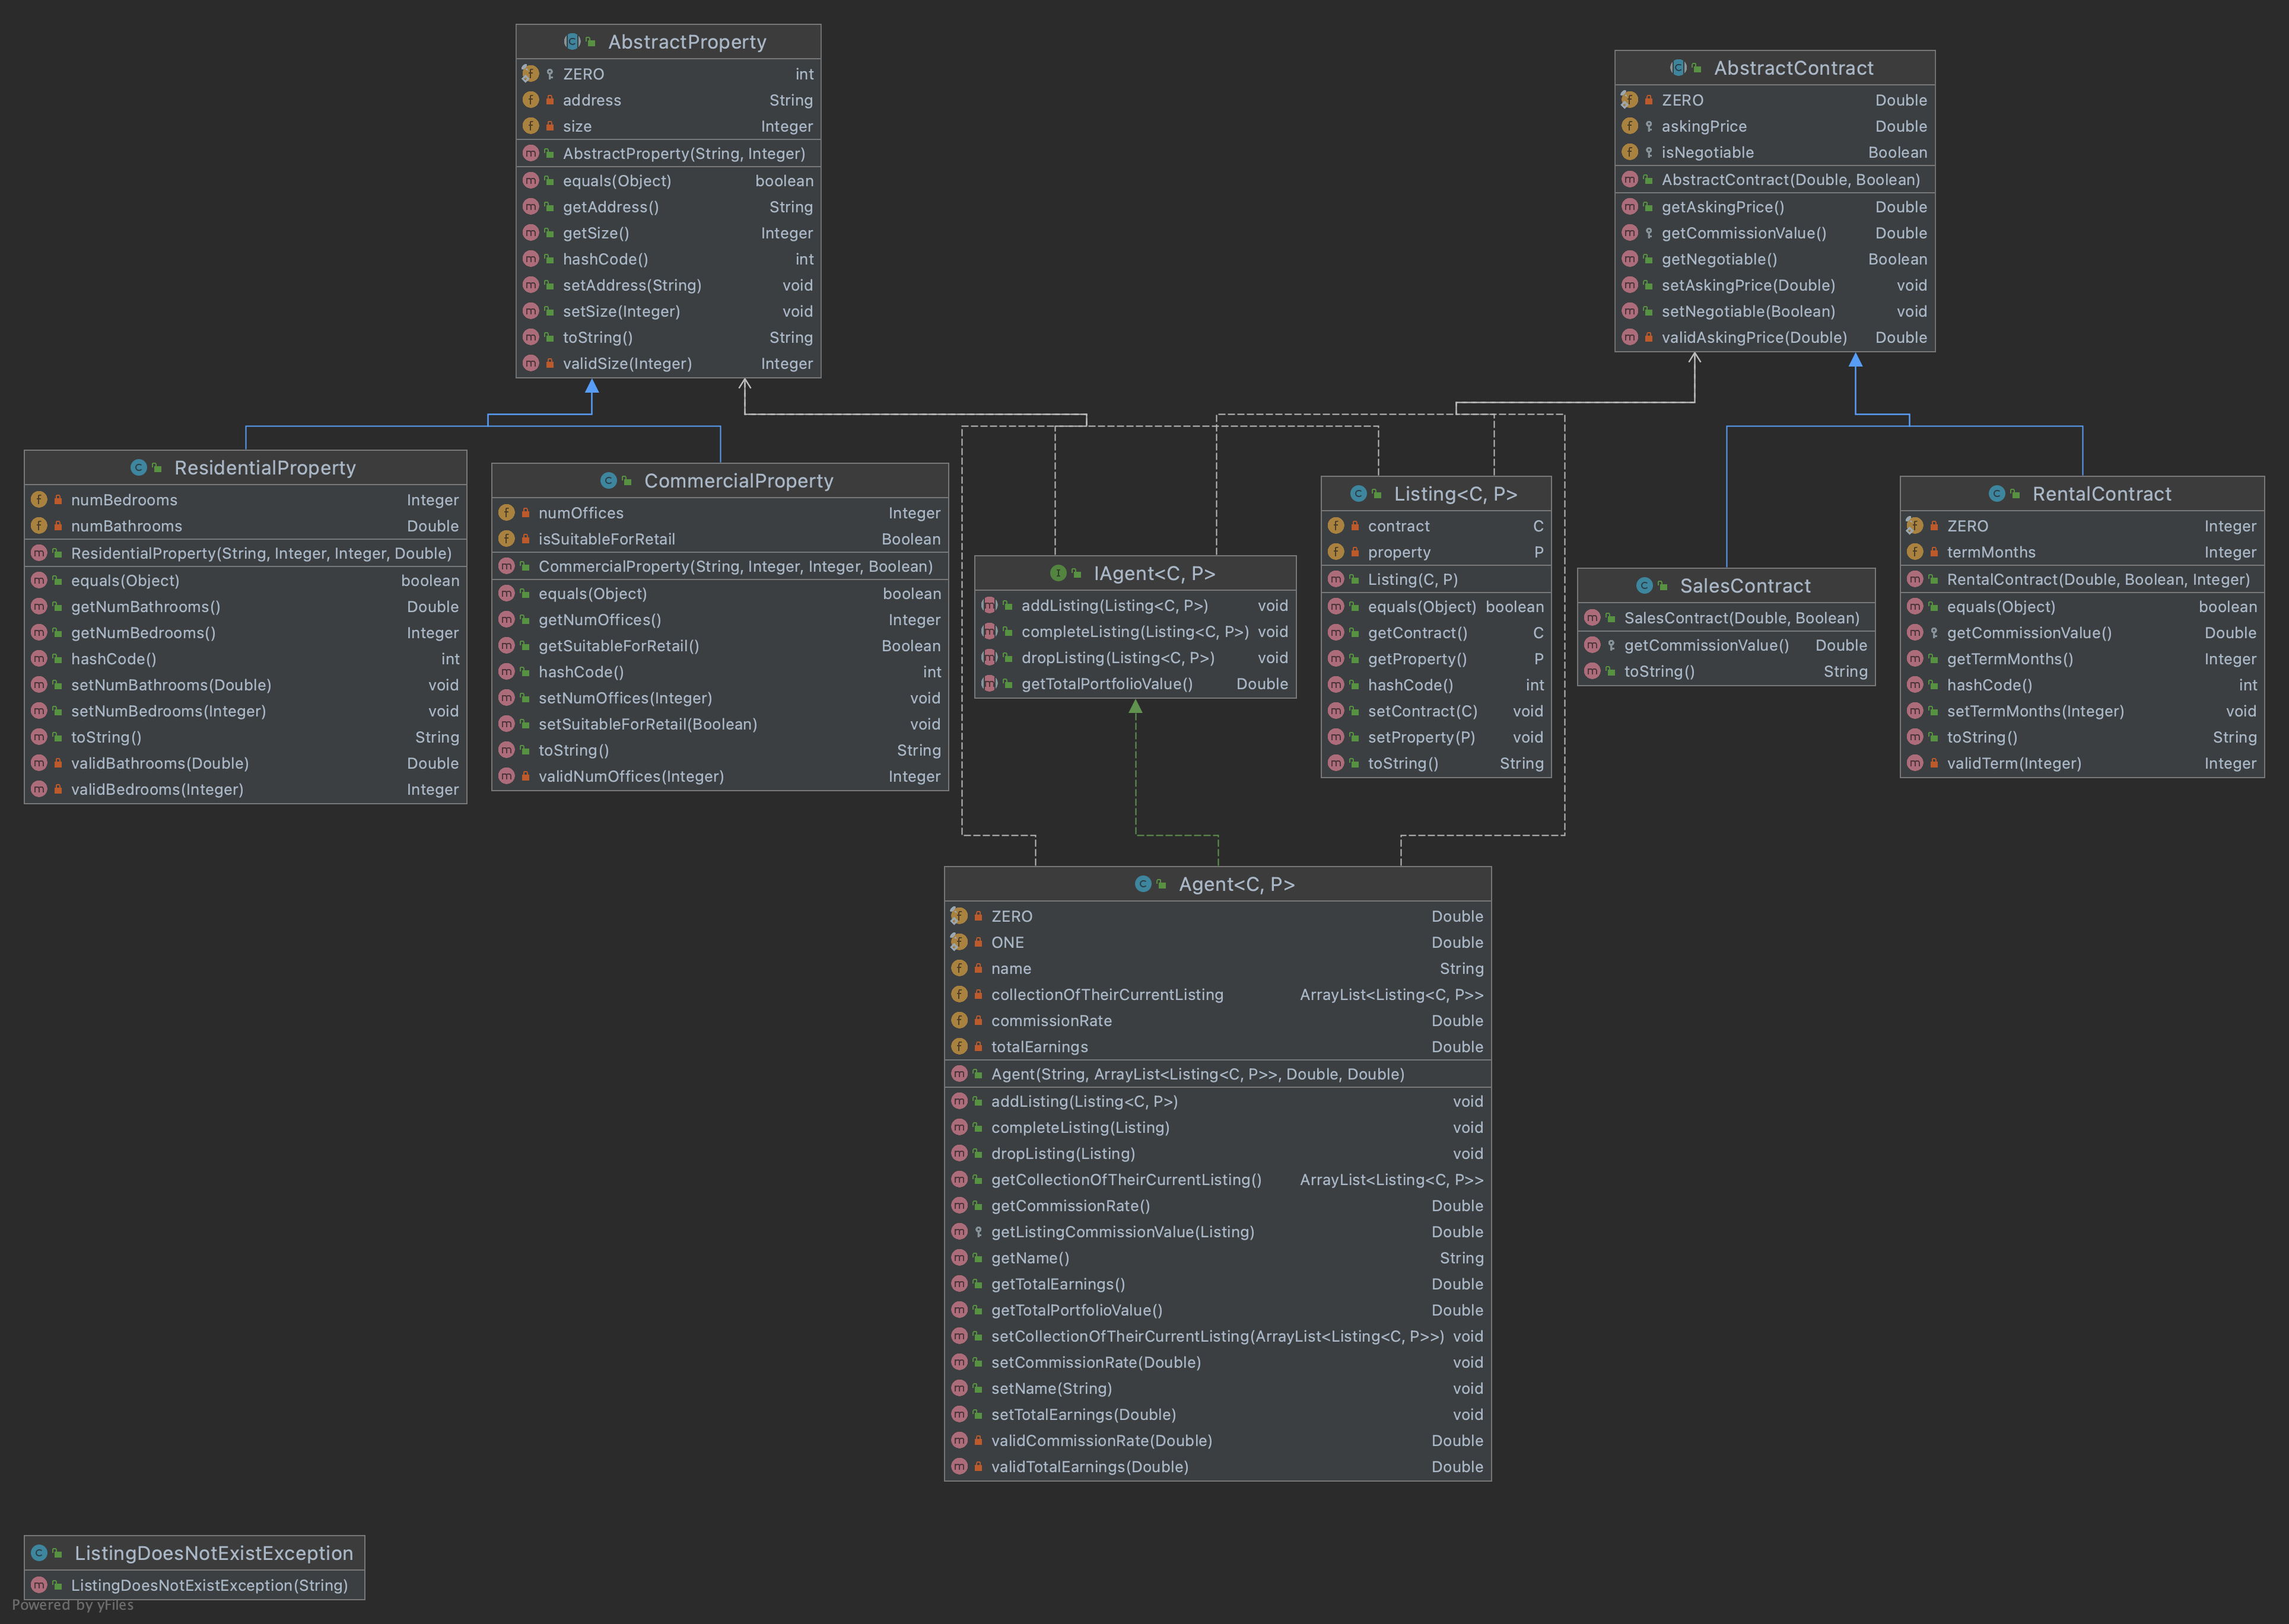 AbstractProperty
ZERO int
address String
size Integer
AbstractProperty(String, Integer)
equals(Object) boolean
getAddress() String
getSize() Integer
hashCode() int
setAddress(String) void
setSize(Integer) void
toString() String
validSize(Integer) Integer
AbstractContract
ZERO Double
askingPrice Double
isNegotiable Boolean
AbstractContract(Double, Boolean)
getAskingPrice() Double
getCommissionValue() Double
getNegotiable() Boolean
setAskingPrice(Double) void
setNegotiable(Boolean) void
validAskingPrice(Double) Double
ResidentialProperty
numBedrooms Integer
numBathrooms Double
ResidentialProperty(String, Integer, Integer, Double)
equals(Object) boolean
getNumBathrooms() Double
getNumBedrooms() Integer
hashCode() int
setNumBathrooms(Double) void
setNumBedrooms(Integer) void
toString() String
validBathrooms(Double) Double
validBedrooms(Integer) Integer
CommercialProperty
numOffices Integer
isSuitableForRetail Boolean
CommercialProperty(String, Integer, Integer, Boolean)
equals(Object) boolean
getNumOffices() Integer
getSuitableForRetail() Boolean
hashCode() int
setNumOffices(Integer) void
setSuitableForRetail(Boolean) void
toString() String
validNumOffices(Integer) Integer
IAgent<C, P>
addListing(Listing<C, P>) void
completeListing(Listing<C, P>) void
dropListing(Listing<C, P>) void
getTotalPortfolioValue() Double
Listing<C, P>
contract C
property P
Listing(C, P)
equals(Object) boolean
getContract() C
getProperty() P
hashCode() int
setContract(C) void
setProperty(P) void
toString() String
SalesContract
SalesContract(Double, Boolean)
getCommissionValue() Double
toString() String
RentalContract
ZERO Integer
termMonths Integer
RentalContract(Double, Boolean, Integer)
equals(Object) boolean
getCommissionValue() Double
getTermMonths() Integer
hashCode() int
setTermMonths(Integer) void
toString() String
validTerm(Integer) Integer
Agent<C, P>
ZERO Double
ONE Double
name String
collectionOfTheirCurrentListing ArrayList<Listing<C, P>>
commissionRate Double
totalEarnings Double
Agent(String, ArrayList<Listing<C, P>>, Double, Double)
addListing(Listing<C, P>) void
completeListing(Listing) void
dropListing(Listing) void
getCollectionOfTheirCurrentListing() ArrayList<Listing<C, P>>
getCommissionRate() Double
getListingCommissionValue(Listing) Double
getName() String
getTotalEarnings() Double
getTotalPortfolioValue() Double
setCollectionOfTheirCurrentListing(ArrayList<Listing<C, P>>) void
setCommissionRate(Double) void
setName(String) void
setTotalEarnings(Double) void
validCommissionRate(Double) Double
validTotalEarnings(Double) Double
ListingDoesNotExistException
ListingDoesNotExistException(String)
Powered by yFiles